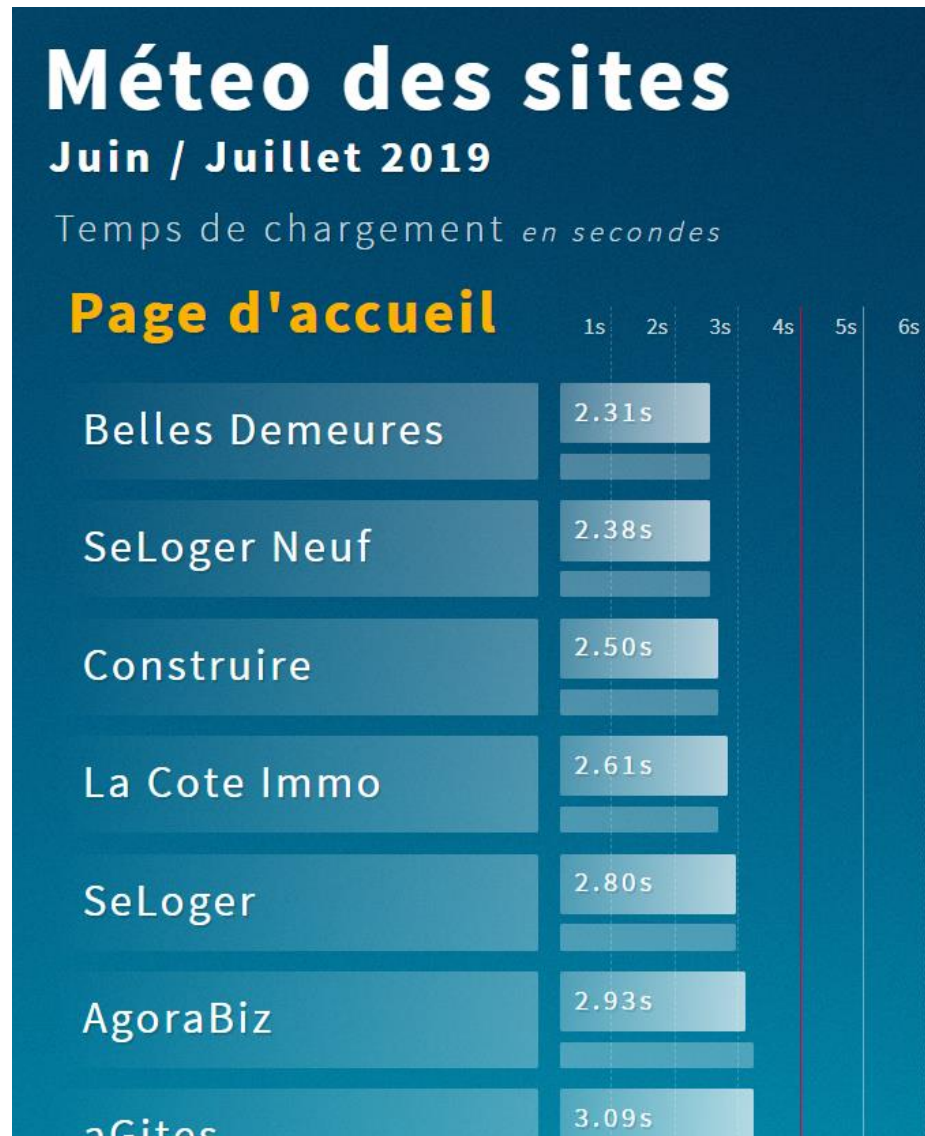 Méteo des sites
Juin / Juillet 2019
Temps de chargement en secondes
Page d'accueil 1s 2s 3s 4s 5s 6s
Belles Demeures 2.31s
SeLoger Neuf 2.38s
Construire 2.50s
La Cote Immo 2.61s
SeLoger 2.80s
AgoraBiz 2.93s
aGites 3.09s